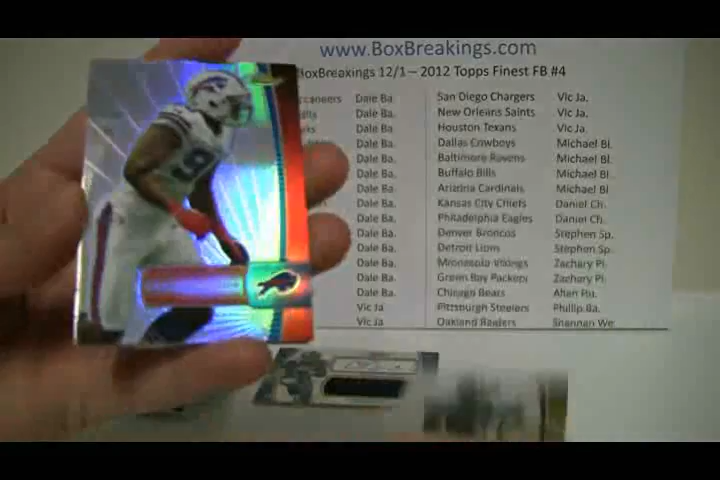 www.BoxBreakings.com
BoxBreakings 12/1 – 2012 Topps Finest FB #4
Dale Ba. San Diego Chargers Vic Ja.
Dale Ba. New Orleans Saints Vic Ja.
Dale Ba. Houston Texans Vic Ja.
Dale Ba. Dallas Cowboys Michael Bl.
Dale Ba. Baltimore Ravens Michael Bl.
Dale Ba. Buffalo Bills Michael Bl.
Dale Ba. Arizona Cardinals Michael Bl.
Dale Ba. Kansas City Chiefs Daniel Ch.
Dale Ba. Philadelphia Eagles Daniel Ch.
Dale Ba. Denver Broncos Stephen Sp.
Dale Ba. Detroit Lions Stephen Sp.
Dale Ba. Minnesota Vikings Zachary Pl.
Dale Ba. Green Bay Packers Zachary Pl.
Dale Ba. Chicago Bears
Vic Ja Pittsburgh Steelers Phillip Ba.
Vic Ja Oakland Raiders Shannan We
9